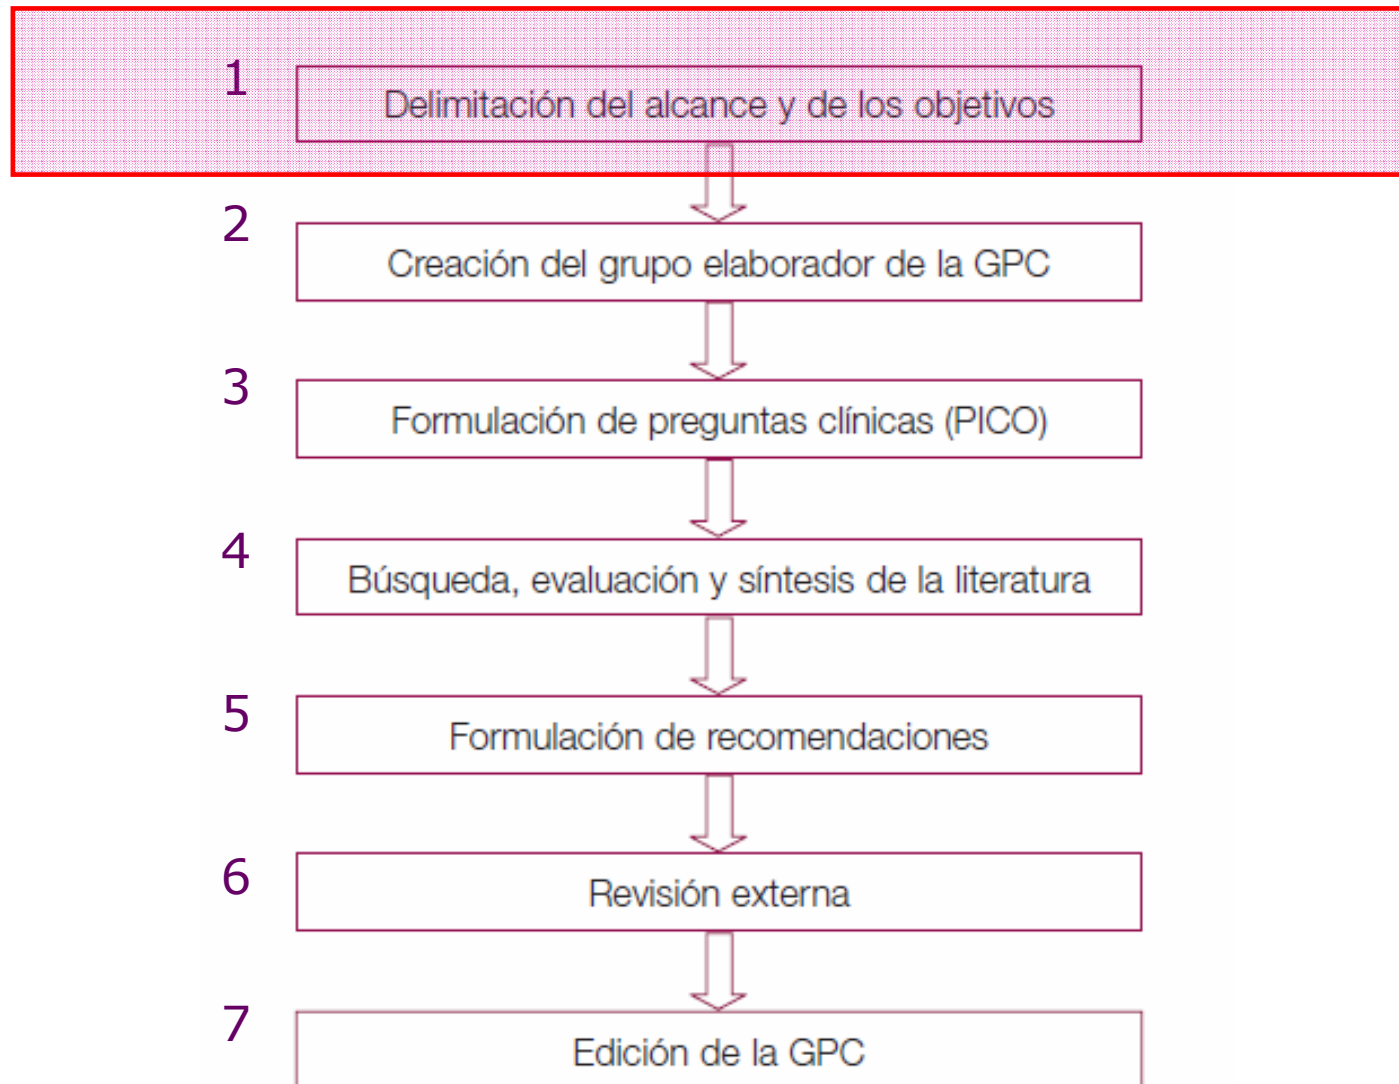 1
Delimitación del alcance y de los objetivos
2
Creación del grupo elaborador de la GPC
3
Formulación de preguntas clínicas (PICO)
4
Búsqueda, evaluación y síntesis de la literatura
5
Formulación de recomendaciones
6
Revisión externa
7
Edición de la GPC